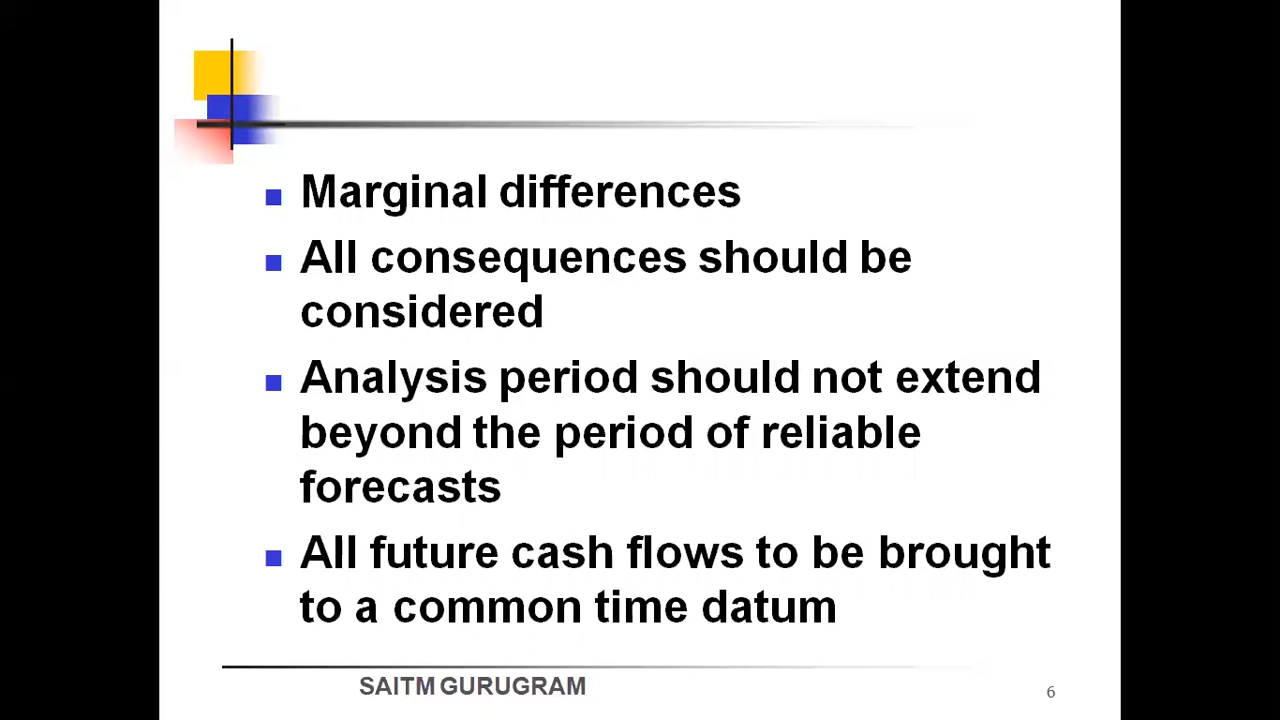 Marginal differences
All consequences should be
considered
Analysis period should not extend
beyond the period of reliable
forecasts
All future cash flows to be brought
to a common time datum
SAITM GURUGRAM
6